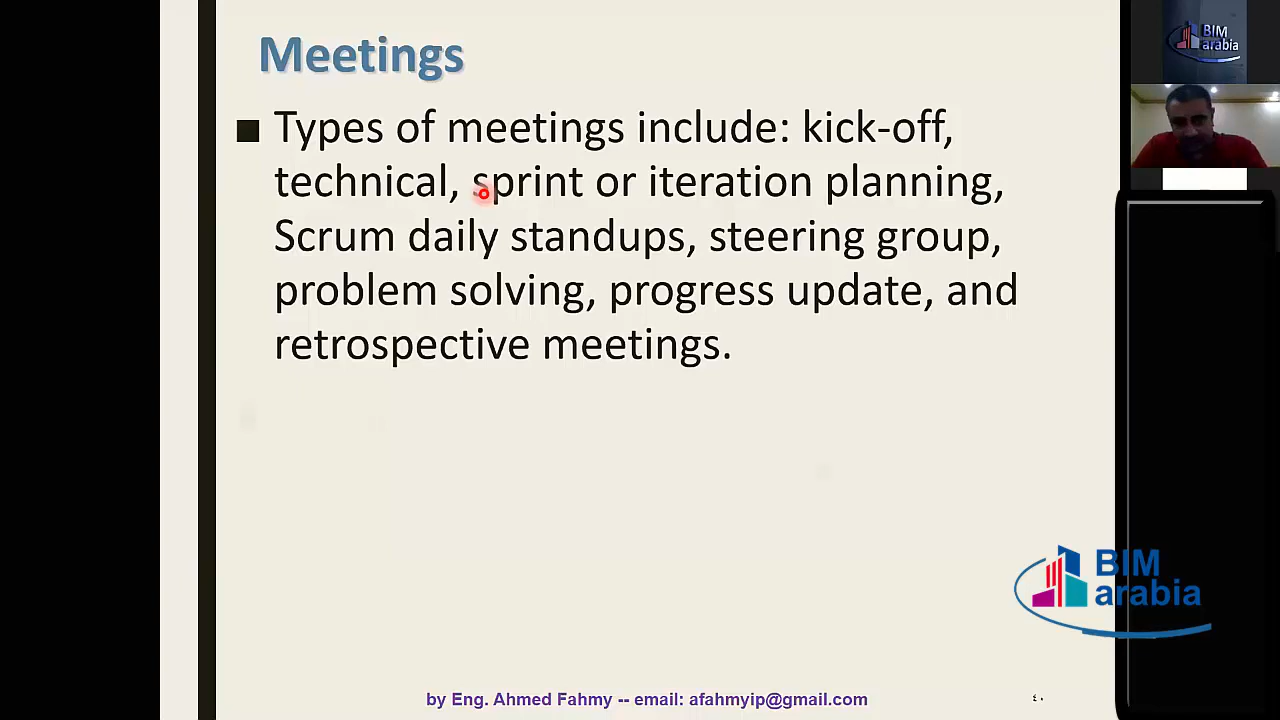 Meetings
■ Types of meetings include: kick-off,
technical, sprint or iteration planning,
Scrum daily standups, steering group,
problem solving, progress update, and
retrospective meetings.
BIM
arabia
BIM
arabia
by Eng. Ahmed Fahmy -- email: afahmyip@gmail.com
٤٠